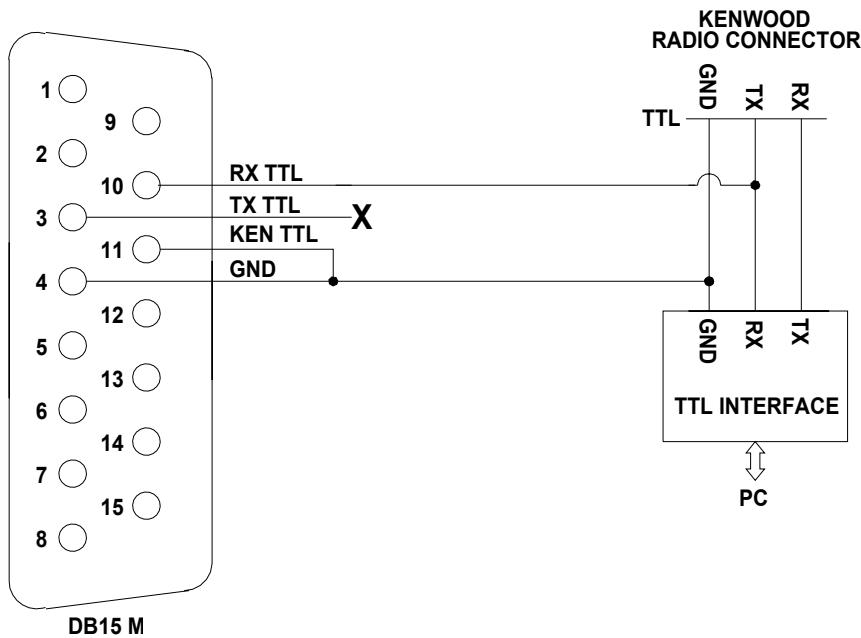 KENWOOD
RADIO CONNECTOR
GND TX RX
TTL
1
9
2
10
RX TTL
3
TX TTL
X
11
KEN TTL
4
GND
12
5
13
6
14
7
15
8
GND RX TX
TTL INTERFACE
PC
DB15 M